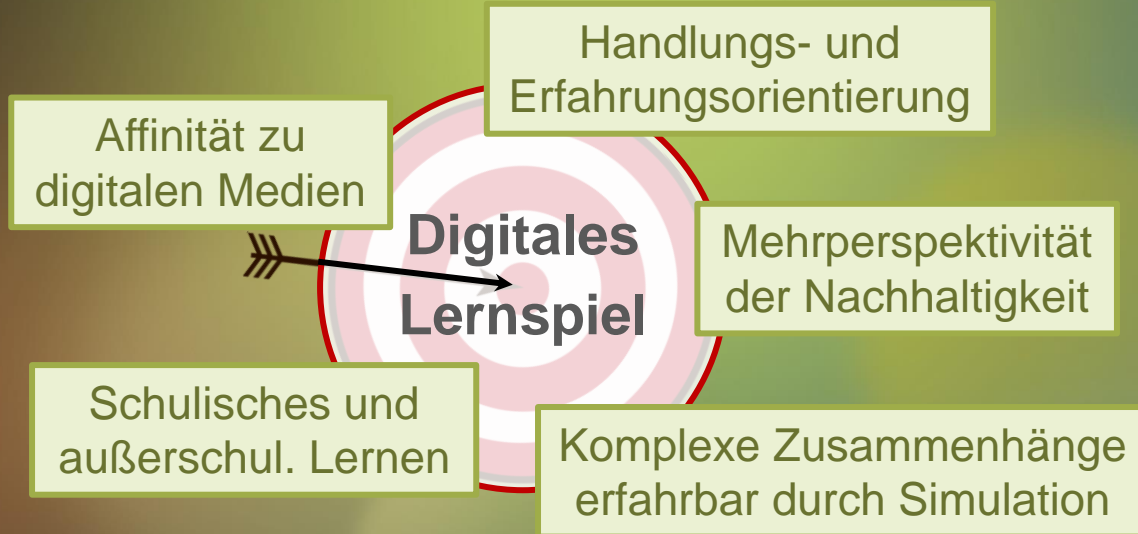 Handlungs- und
Erfahrungsorientierung
Affinität zu
digitalen Medien
Digitales
Lernspiel
Mehrperspektivität
der Nachhaltigkeit
Schulisches und
außerschul. Lernen
Komplexe Zusammenhänge
erfahrbar durch Simulation